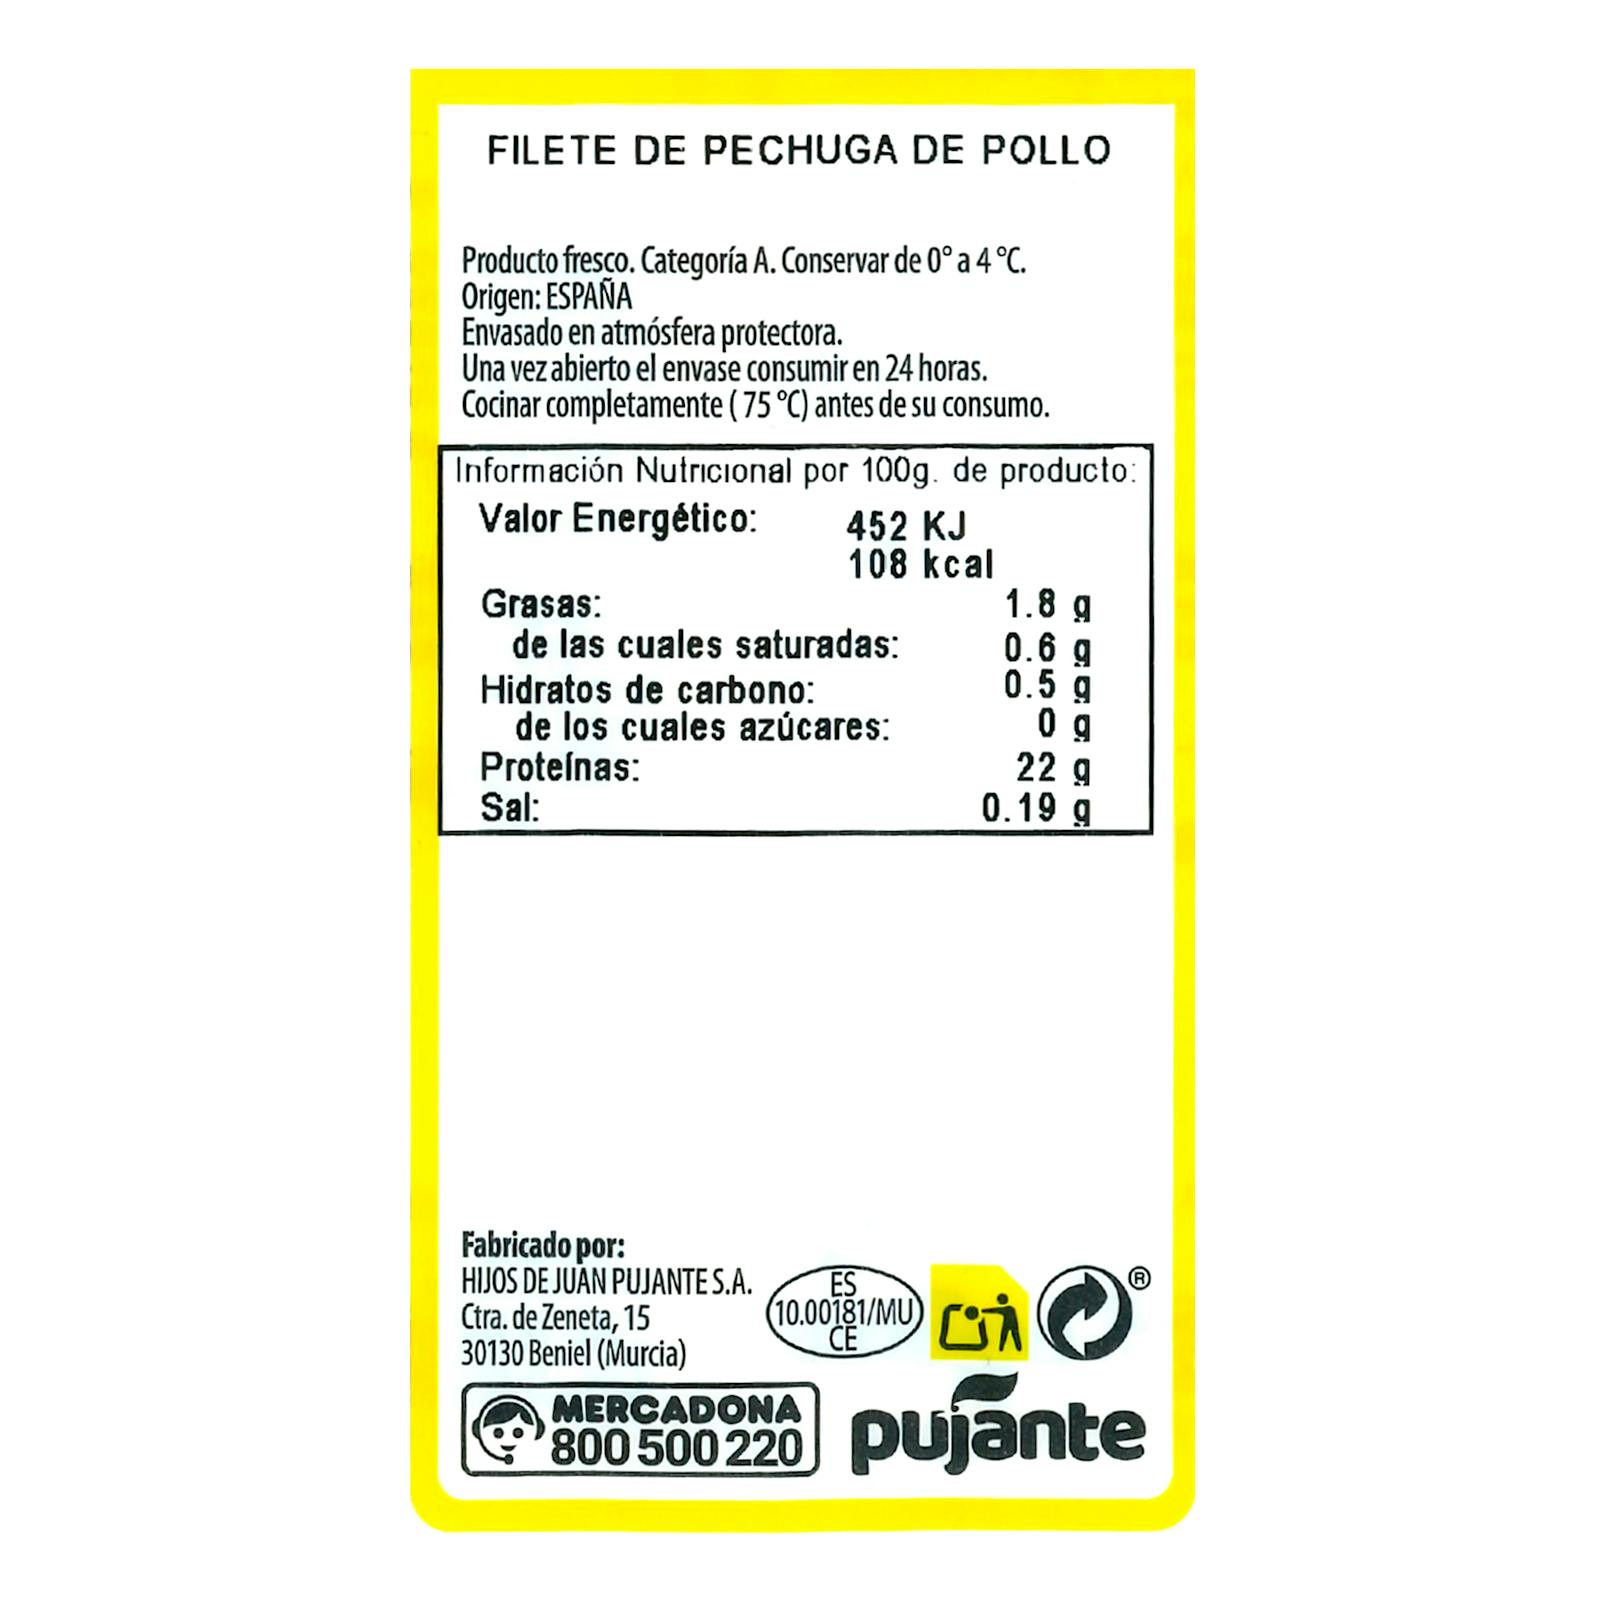 FILETE DE PECHUGA DE POLLO
Producto fresco. Categoría A. Conservar de 0° a 4 °C.
Origen: ESPAÑA
Envasado en atmósfera protectora.
Una vez abierto el envase consumir en 24 horas.
Cocinar completamente ( 75 °C) antes de su consumo.
Información Nutricional por 100g. de producto:
Valor Energético: 452 KJ
108 kcal
Grasas: 1.8 g
de las cuales saturadas: 0.6 g
Hidratos de carbono: 0.5 g
de los cuales azúcares: 0 g
Proteínas: 22 g
Sal: 0.19 g
Fabricado por:
HIJOS DE JUAN PUJANTE S.A.
Ctra. de Zeneta, 15
30130 Beniel (Murcia)
ES
10.00181/MU
CE
®
MERCADONA
800 500 220
pujante